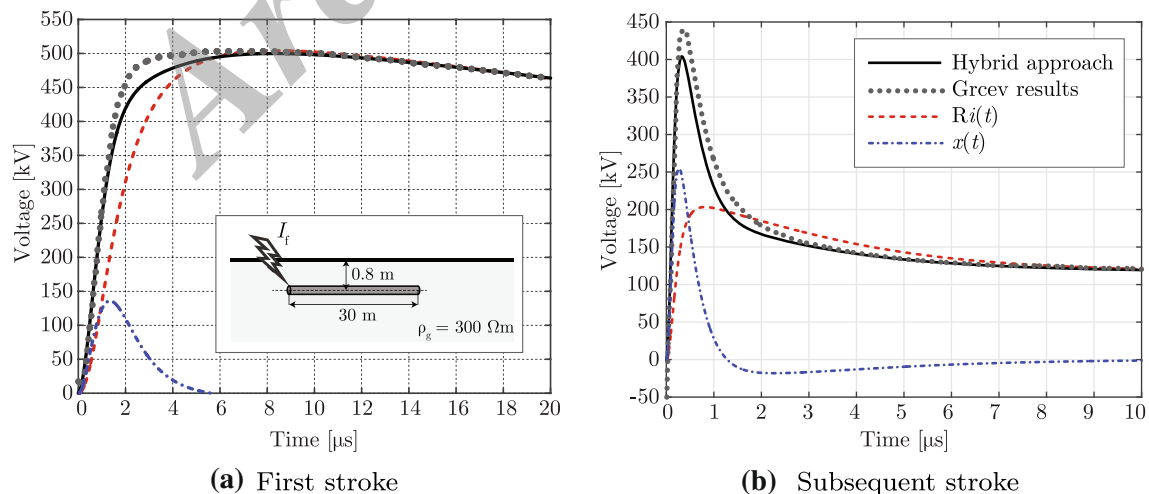 550
500
450
400
350
300
250
200
150
100
50
0
Voltage [kV]
0 2 4 6 8 10 12 14 16 18 20
Time [µs]
I_f
0.8 m
30 m
ρ_g = 300 Ωm
(a) First stroke
450
400
350
300
250
200
150
100
50
0
-50
Voltage [kV]
Hybrid approach
Grcev results
Ri(t)
x(t)
0 1 2 3 4 5 6 7 8 9 10
Time [µs]
(b) Subsequent stroke